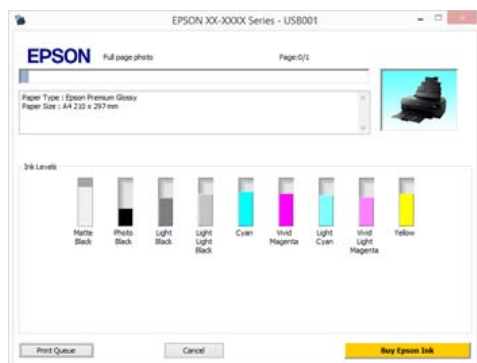 EPSON XX-XXXX Series - USB001
EPSON Full page photo Page:0/1
Paper Type : Epson Premium Glossy
Paper Size : A4 210 x 297 mm
Ink Levels
Matte Black
Photo Black
Light Black
Light Light Black
Cyan
Vivid Magenta
Light Cyan
Vivid Light Magenta
Yellow
Print Queue Cancel Buy Epson Ink